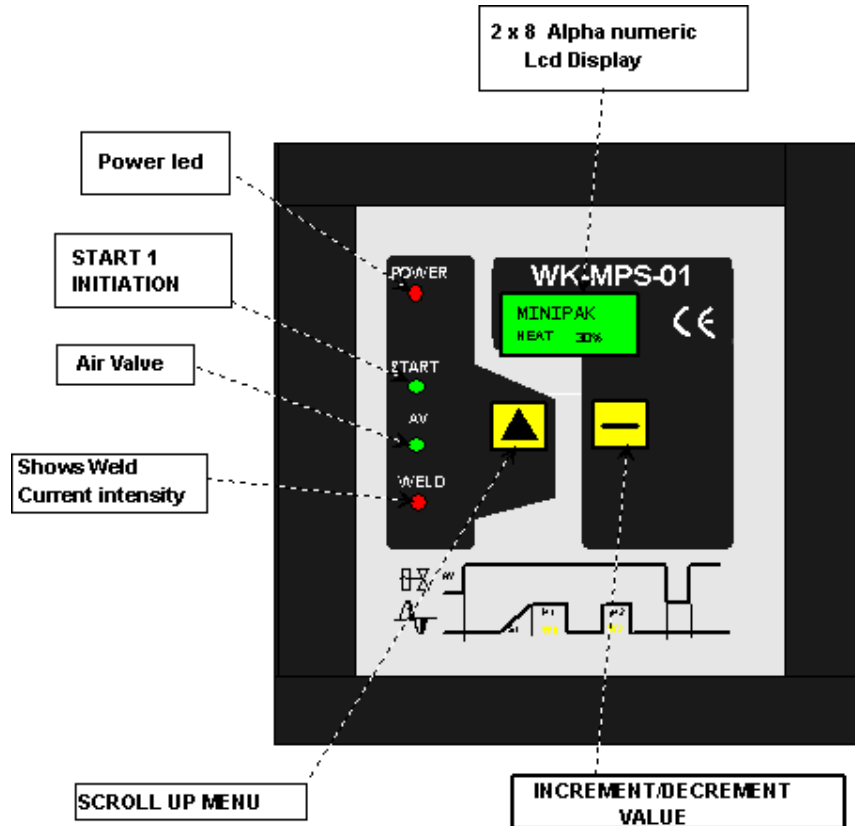 2 x 8 Alpha numeric
Lcd Display
Power led
START 1
INITIATION
Air Valve
Shows Weld
Current intensity
POWER
START
AV
WELD
WK-MPS-01
MINIPAK
HEAT 30%
CE
SCROLL UP MENU
INCREMENT/DECREMENT
VALUE